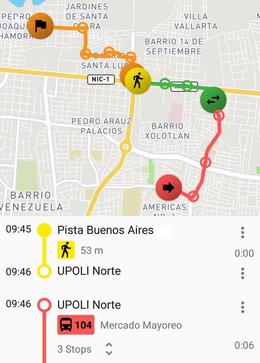 JARDINES
DE SANTA
VILLA
VALLARTA
BARRIO 14 DE
SEPTIEMBRE
SANTA LU
NIC-1
PEDRO ARAUZ
PALACIOS
BARRIO
XOLOTLAN
BARRIO
VENEZUELA
AMERICAS
09:45 Pista Buenos Aires
53 m
0:00
09:46 UPOLI Norte
09:46 UPOLI Norte
104 Mercado Mayoreo
3 Stops
0:06